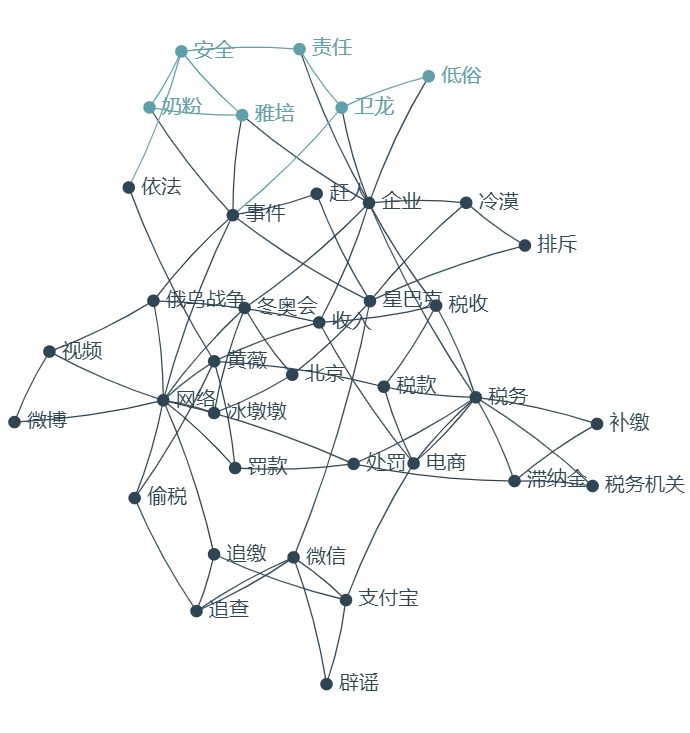 责任
安全
低俗
奶粉
卫龙
雅培
依法
赶人
企业
冷漠
事件
排斥
俄乌战争
冬奥会
星巴克
税收
收入
视频
黄薇
北京
税款
网络
税务
微博
冰墩墩
补缴
罚款
处罚
电商
滞纳金
税务机关
偷税
追缴
微信
支付宝
追查
辟谣